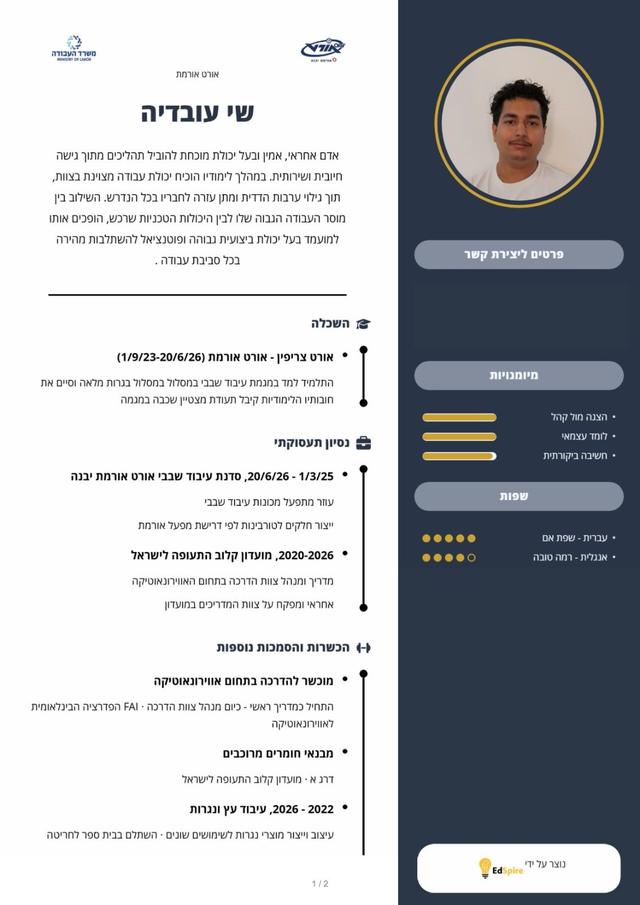 משרד העבודה
MINISTRY OF LABOR
אורט
אורט אורמת
שי עובדיה
אדם אחראי, אמין ובעל יכולת מוכחת להוביל תהליכים מתוך גישה
חיובית ושירותית. במהלך לימודיו הוכיח יכולת עבודה מצוינת בצוות,
תוך גילוי ערבות הדדית ומתן עזרה לחבריו בכל הנדרש. השילוב בין
מוסר העבודה הגבוה שלו לבין היכולות הטכניות שרכש, הופכים אותו
למועמד בעל יכולת ביצועית גבוהה ופוטנציאל להשתלבות מהירה
בכל סביבת עבודה .
השכלה
אורט צריפין - אורט אורמת (1/9/23-20/6/26)
התלמיד למד במגמת עיבוד שבבי במסלול במסלול בגרות מלאה וסיים את
חובותיו הלימודיות קיבל תעודת מצטיין שכבה במגמה
נסיון תעסוקתי
1/3/25 - 20/6/26, סדנת עיבוד שבבי אורט אורמת יבנה
עוזר מתפעל מכונות עיבוד שבבי
ייצור חלקים לטורבינות לפי דרישת מפעל אורמת
2020-2026, מועדון קלוב התעופה לישראל
מדריך ומנהל צוות הדרכה בתחום האווירונאוטיקה
אחראי ומפקח על צוות המדריכים במועדון
הכשרות והסמכות נוספות
מוכשר להדרכה בתחום אווירונאוטיקה
התחיל כמדריך ראשי - כיום מנהל צוות הדרכה · FAI הפדרציה הבינלאומית
לאווירונאוטיקה
מבנאי חומרים מרוכבים
דרג א · מועדון קלוב התעופה לישראל
2022 - 2026, עיבוד עץ ונגרות
עיצוב וייצור מוצרי נגרות לשימושים שונים · השתלם בבית ספר לחריטה
1 / 2
פרטים ליצירת קשר
מיומנויות
הצגה מול קהל
לומד עצמאי
חשיבה ביקורתית
שפות
עברית - שפת אם
אנגלית - רמה טובה
נוצר על ידי EdSpire